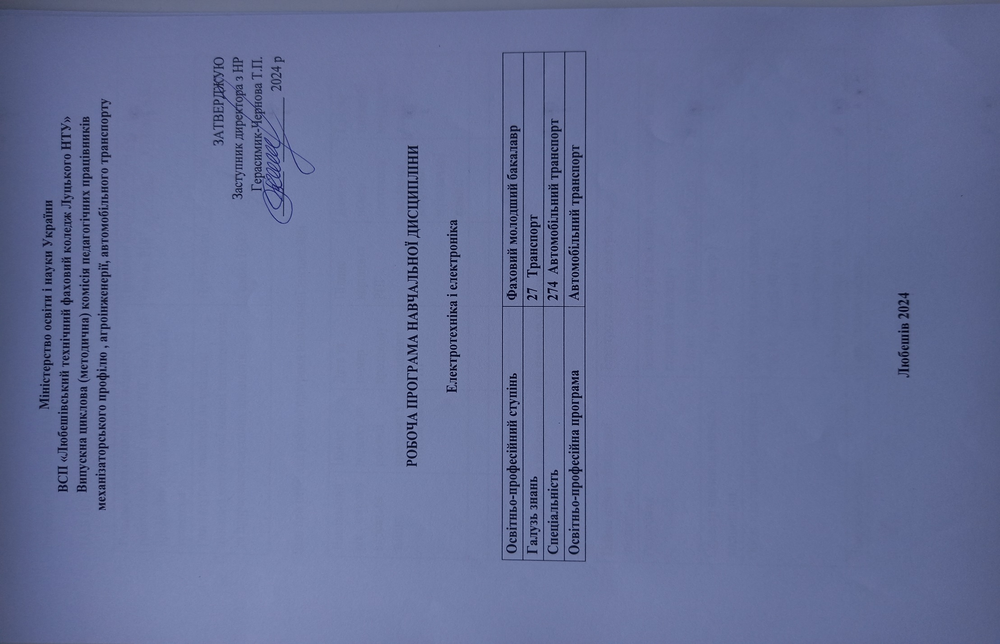 Міністерство освіти і науки України
ВСП «Любешівський технічний фаховий коледж Луцького НТУ»
Випускна циклова (методична) комісія педагогічних працівників
механізаторського профілю , агроінженерії, автомобільного транспорту
ЗАТВЕРДЖУЮ
Заступник директора з НР
Герасимик-Чернова Т.П.
2024 р
РОБОЧА ПРОГРАМА НАВЧАЛЬНОЇ ДИСЦИПЛІНИ
Електротехніка і електроніка
Освітньо-професійний ступінь Фаховий молодший бакалавр
Галузь знань 27 Транспорт
Спеціальність 274 Автомобільний транспорт
Освітньо-професійна програма Автомобільний транспорт
Любешів 2024